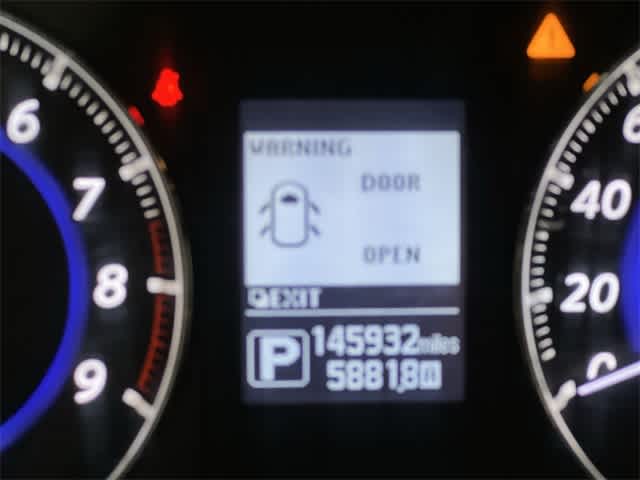 WARNING
DOOR
OPEN
EXIT
P
145932 miles
5881.8
6
7
8
9
40
20
0